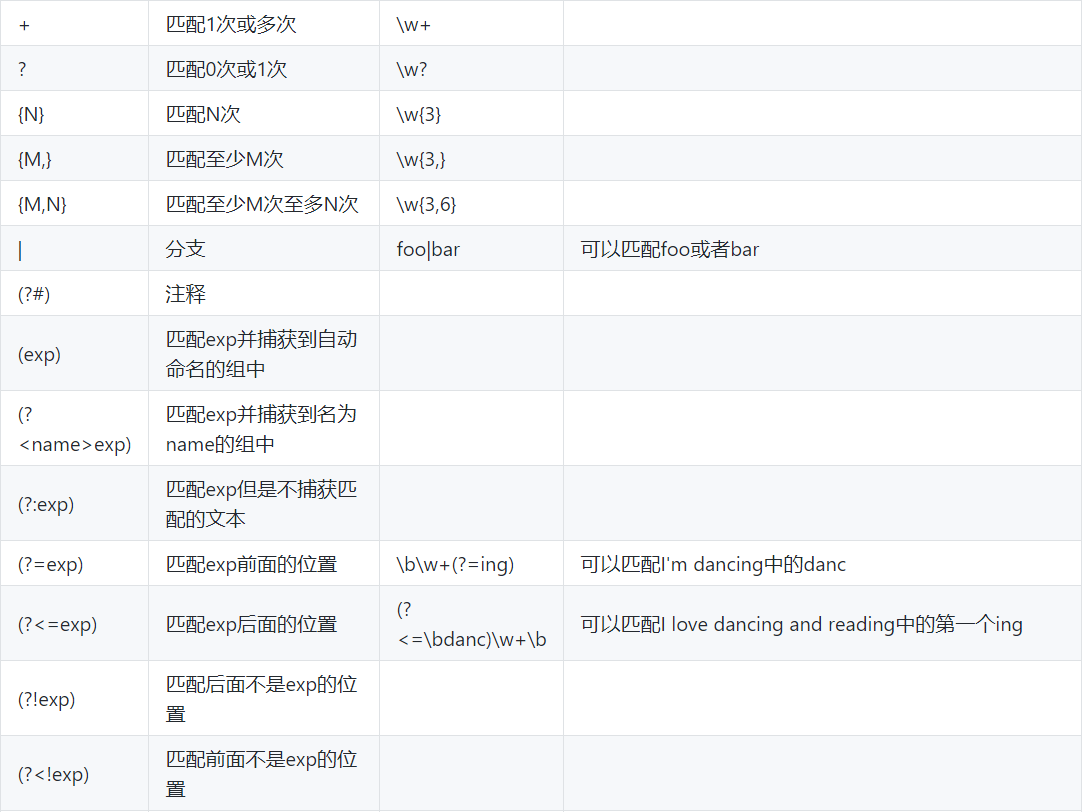 + 匹配1次或多次 \w+
? 匹配0次或1次 \w?
{N} 匹配N次 \w{3}
{M,} 匹配至少M次 \w{3,}
{M,N} 匹配至少M次至多N次 \w{3,6}
| 分支 foo|bar 可以匹配foo或者bar
(?#) 注释
(exp)
匹配exp并捕获到自动
命名的组中
(?
<name>exp)
匹配exp并捕获到名为
name的组中
(?:exp)
匹配exp但是不捕获匹
配的文本
(?=exp) 匹配exp前面的位置 \b\w+(?=ing) 可以匹配I'm dancing中的danc
(?<=exp) 匹配exp后面的位置
(?
<=\bdanc)\w+\b
可以匹配I love dancing and reading中的第一个ing
(?!exp)
匹配后面不是exp的位
置
(?<!exp)
匹配前面不是exp的位
置